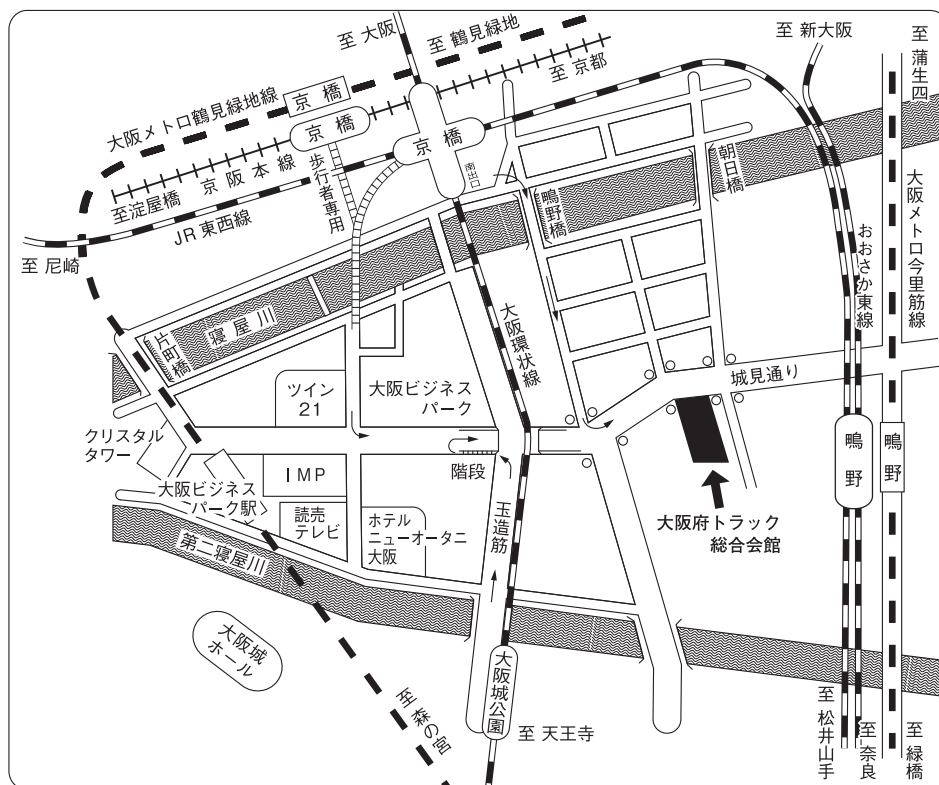 至 大阪
至 鶴見緑地
至 京都
至 新大阪
至 蒲生四
大阪メトロ鶴見緑地線
京橋
京橋
京橋
京阪本線
至淀屋橋
歩行者専用
南出口
JR 東西線
至 尼崎
鴫野橋
朝日橋
おおさか東線
大阪メトロ今里筋線
片町橋
寝屋川
大阪環状線
城見通り
ツイン
21
大阪ビジネス
パーク
クリスタル
タワー
IMP
階段
鴫野
鴫野
大阪ビジネス
パーク駅
読売
テレビ
ホテル
ニューオータニ
大阪
玉造筋
大阪府トラック
総合会館
第二寝屋川
大阪城
ホール
大阪城公園
至 森の宮
至 天王寺
至 松井山手
至 奈良
至 緑橋